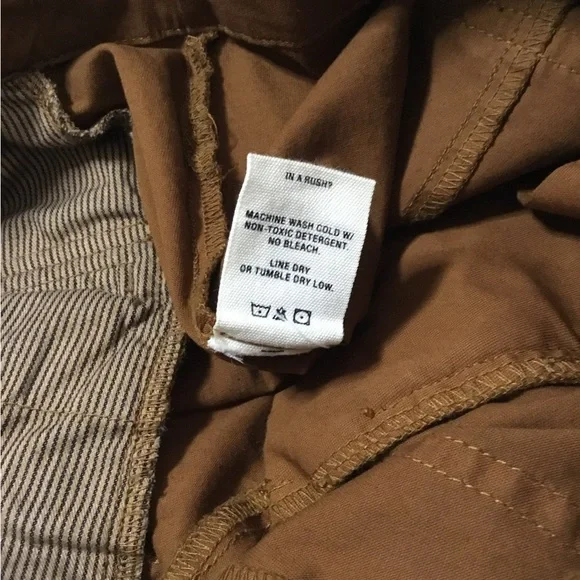 IN A RUSH?
MACHINE WASH COLD W/
NON-TOXIC DETERGENT.
NO BLEACH.
LINE DRY
OR TUMBLE DRY LOW.